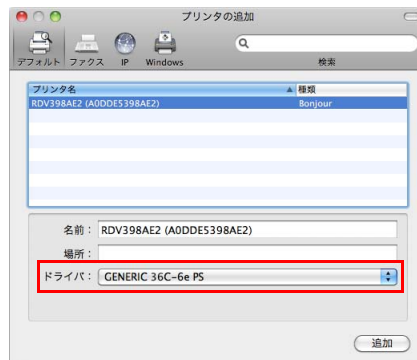 プリンタの追加
デフォルト ファクス IP Windows 検索
プリンタ名 種類
RDV398AE2 (A0DDE5398AE2) Bonjour
名前： RDV398AE2 (A0DDE5398AE2)
場所：
ドライバ： GENERIC 36C-6e PS
追加